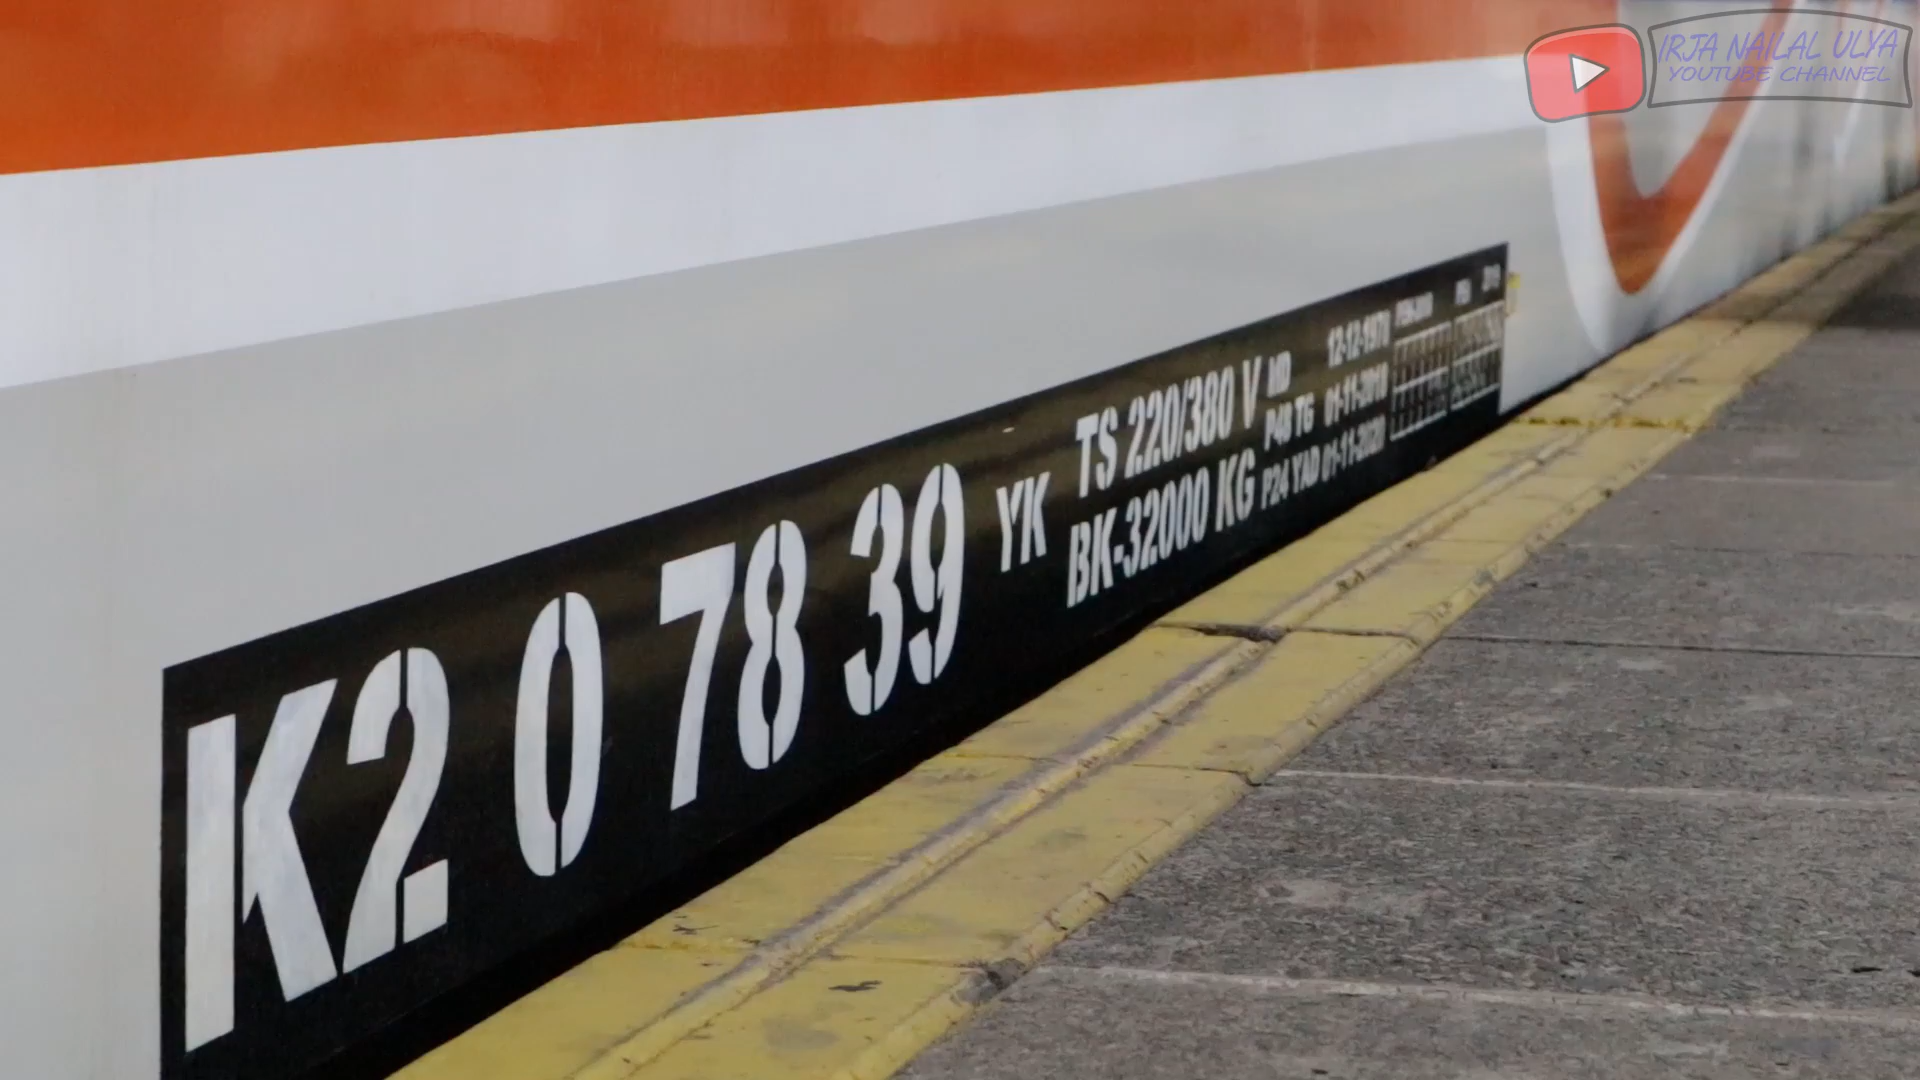 IRJA NAILAL ULYA
YOUTUBE CHANNEL
K2 0 78 39 YK
TS 220/380 V
BK-32000 KG
MD 12-12-1978
P48 TG 01-11-2018
P24 YAD 01-11-2020